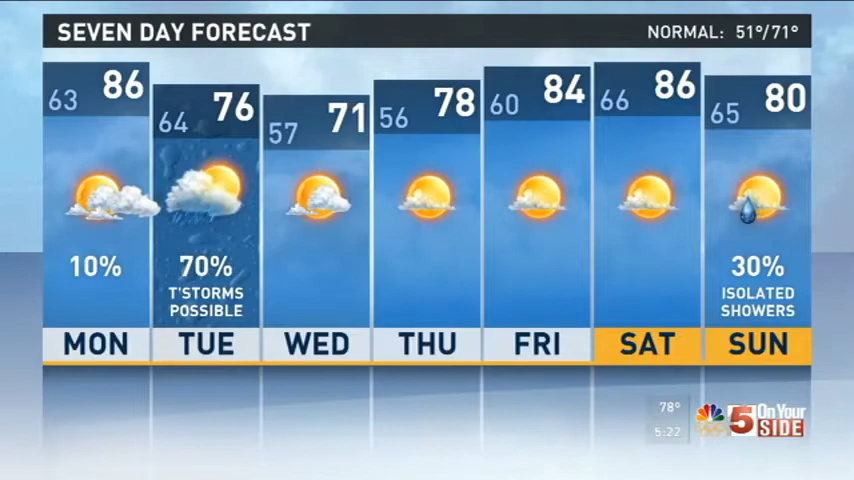 SEVEN DAY FORECAST
NORMAL: 51°/71°
63 86
64 76
57 71
56 78
60 84
66 86
65 80
10%
70%
T'STORMS
POSSIBLE
30%
ISOLATED
SHOWERS
MON TUE WED THU FRI SAT SUN
78°
5:22
5 On Your
SIDE